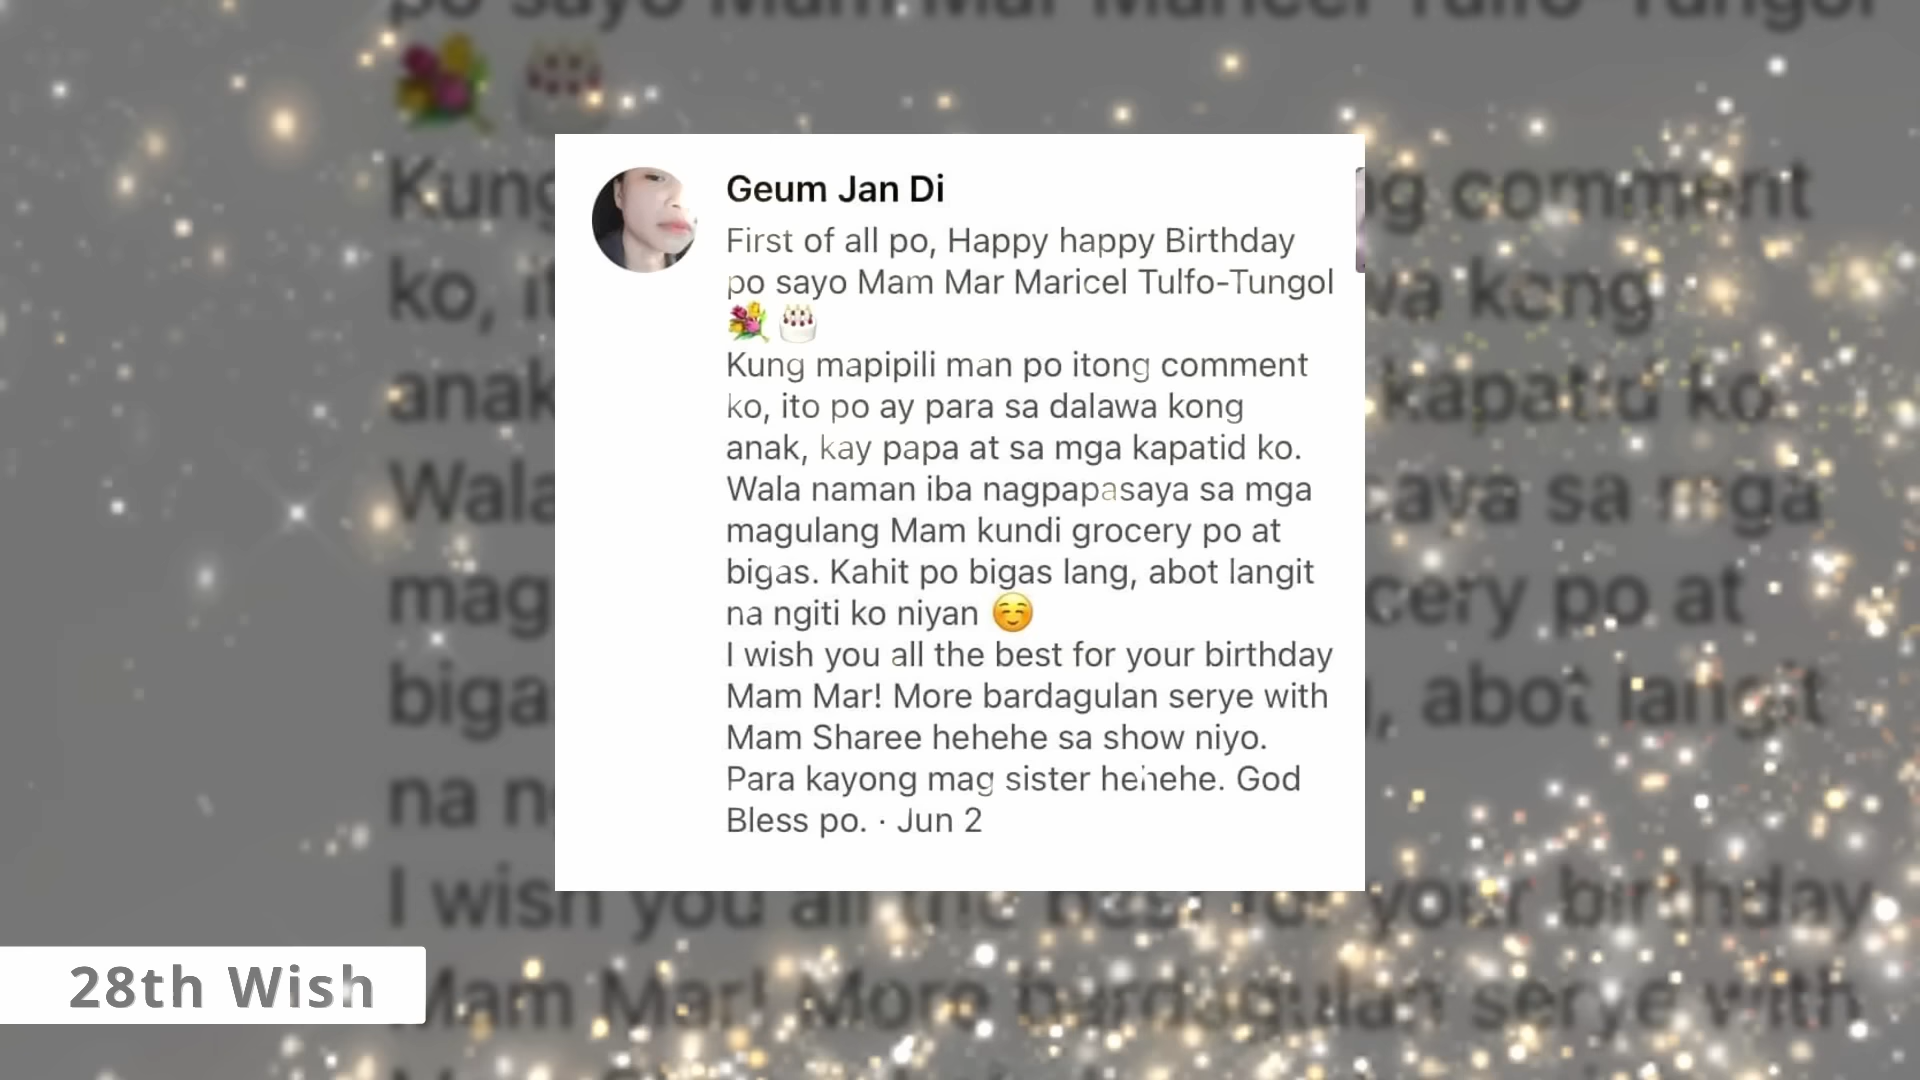 Geum Jan Di
First of all po, Happy happy Birthday
po sayo Mam Mar Maricel Tulfo-Tungol
💐 🎂
Kung mapipili man po itong comment
ko, ito po ay para sa dalawa kong
anak, kay papa at sa mga kapatid ko.
Wala naman iba nagpapasaya sa mga
magulang Mam kundi grocery po at
bigas. Kahit po bigas lang, abot langit
na ngiti ko niyan ☺️
I wish you all the best for your birthday
Mam Mar! More bardagulan serye with
Mam Sharee hehehe sa show niyo.
Para kayong mag sister hehehe. God
Bless po. · Jun 2
28th Wish